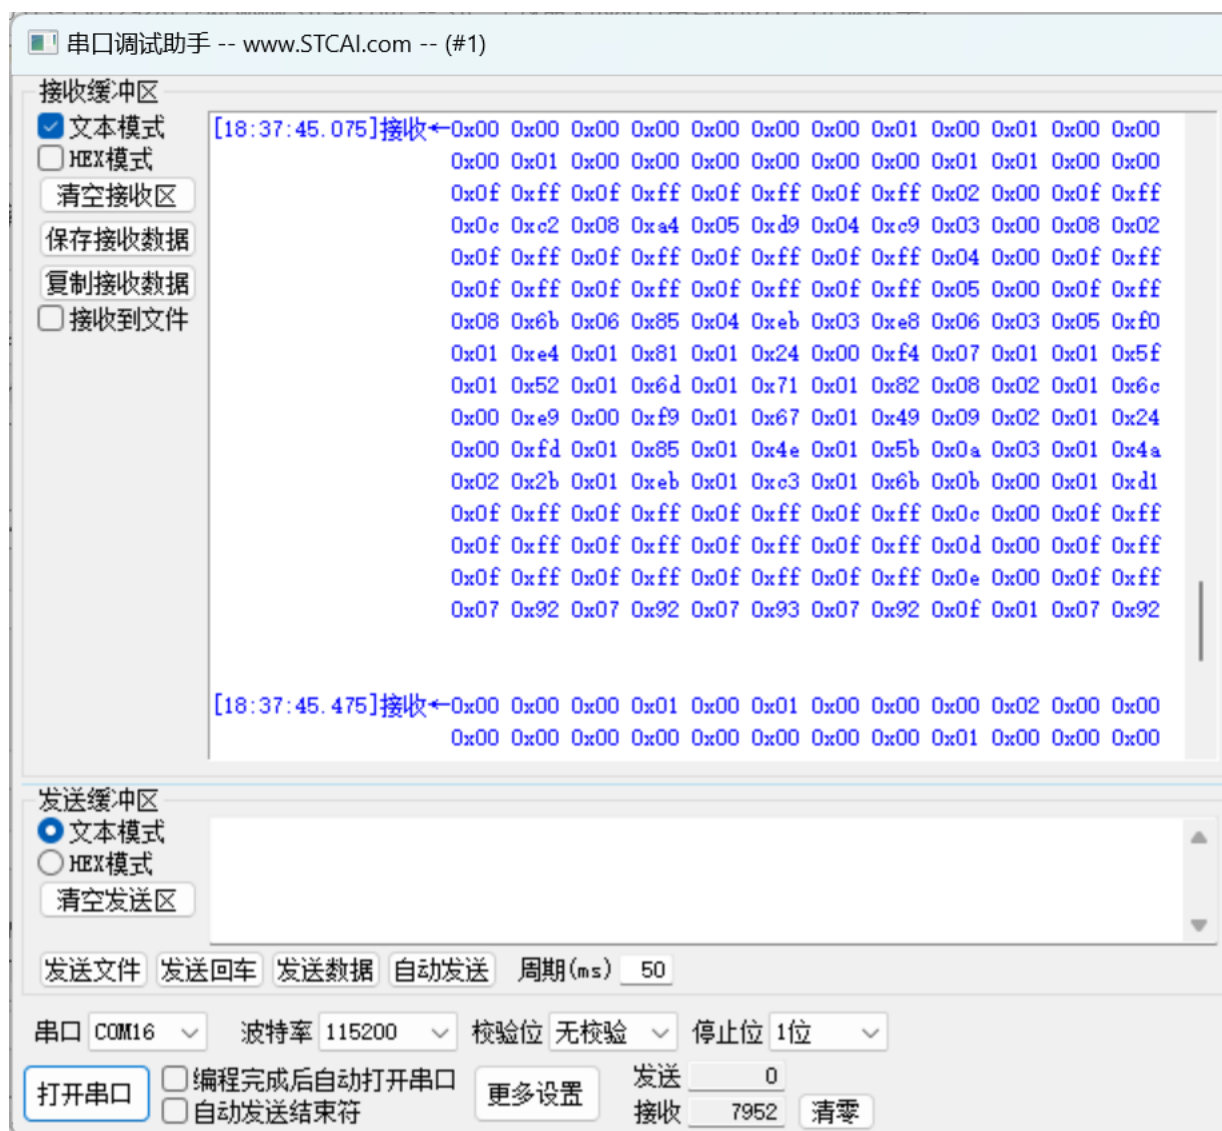 串口调试助手 -- www.STCAI.com -- (#1)
接收缓冲区
文本模式
HEX模式
清空接收区
保存接收数据
复制接收数据
接收到文件
[18:37:45.075]接收←0x00 0x00 0x00 0x00 0x00 0x00 0x00 0x01 0x00 0x01 0x00 0x00
0x00 0x01 0x00 0x00 0x00 0x00 0x00 0x00 0x01 0x01 0x00 0x00
0x0f 0xff 0x0f 0xff 0x0f 0xff 0x0f 0xff 0x02 0x00 0x0f 0xff
0x0c 0xc2 0x08 0xa4 0x05 0xd9 0x04 0xc9 0x03 0x00 0x08 0x02
0x0f 0xff 0x0f 0xff 0x0f 0xff 0x0f 0xff 0x04 0x00 0x0f 0xff
0x0f 0xff 0x0f 0xff 0x0f 0xff 0x0f 0xff 0x05 0x00 0x0f 0xff
0x08 0x6b 0x06 0x85 0x04 0xeb 0x03 0xe8 0x06 0x03 0x05 0xf0
0x01 0xe4 0x01 0x81 0x01 0x24 0x00 0xf4 0x07 0x01 0x01 0x5f
0x01 0x52 0x01 0x6d 0x01 0x71 0x01 0x82 0x08 0x02 0x01 0x6c
0x00 0xe9 0x00 0xf9 0x01 0x67 0x01 0x49 0x09 0x02 0x01 0x24
0x00 0xfd 0x01 0x85 0x01 0x4e 0x01 0x5b 0x0a 0x03 0x01 0x4a
0x02 0x2b 0x01 0xeb 0x01 0xc3 0x01 0x6b 0x0b 0x00 0x01 0xd1
0x0f 0xff 0x0f 0xff 0x0f 0xff 0x0f 0xff 0x0c 0x00 0x0f 0xff
0x0f 0xff 0x0f 0xff 0x0f 0xff 0x0f 0xff 0x0d 0x00 0x0f 0xff
0x0f 0xff 0x0f 0xff 0x0f 0xff 0x0f 0xff 0x0e 0x00 0x0f 0xff
0x07 0x92 0x07 0x92 0x07 0x93 0x07 0x92 0x0f 0x01 0x07 0x92
[18:37:45.475]接收←0x00 0x00 0x00 0x01 0x00 0x01 0x00 0x00 0x00 0x02 0x00 0x00
0x00 0x00 0x00 0x00 0x00 0x00 0x00 0x00 0x01 0x00 0x00 0x00
发送缓冲区
文本模式
HEX模式
清空发送区
发送文件 发送回车 发送数据 自动发送 周期(ms) 50
串口 COM16 波特率 115200 校验位 无校验 停止位 1位
打开串口 编程完成后自动打开串口 更多设置 发送 0
自动发送结束符 接收 7952 清零